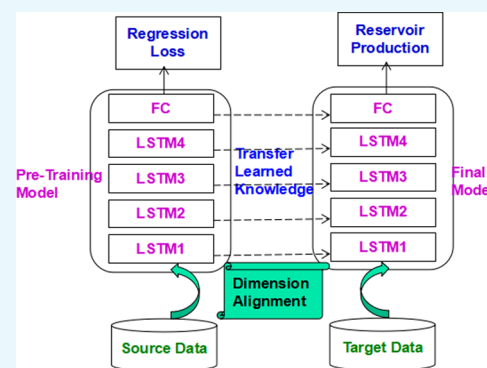 Regression
Loss
Reservoir
Production
FC
LSTM4
LSTM3
LSTM2
LSTM1
Pre-Training
Model
Transfer
Learned
Knowledge
FC
LSTM4
LSTM3
LSTM2
LSTM1
Final
Mode
Dimension
Alignment
Source Data
Target Data